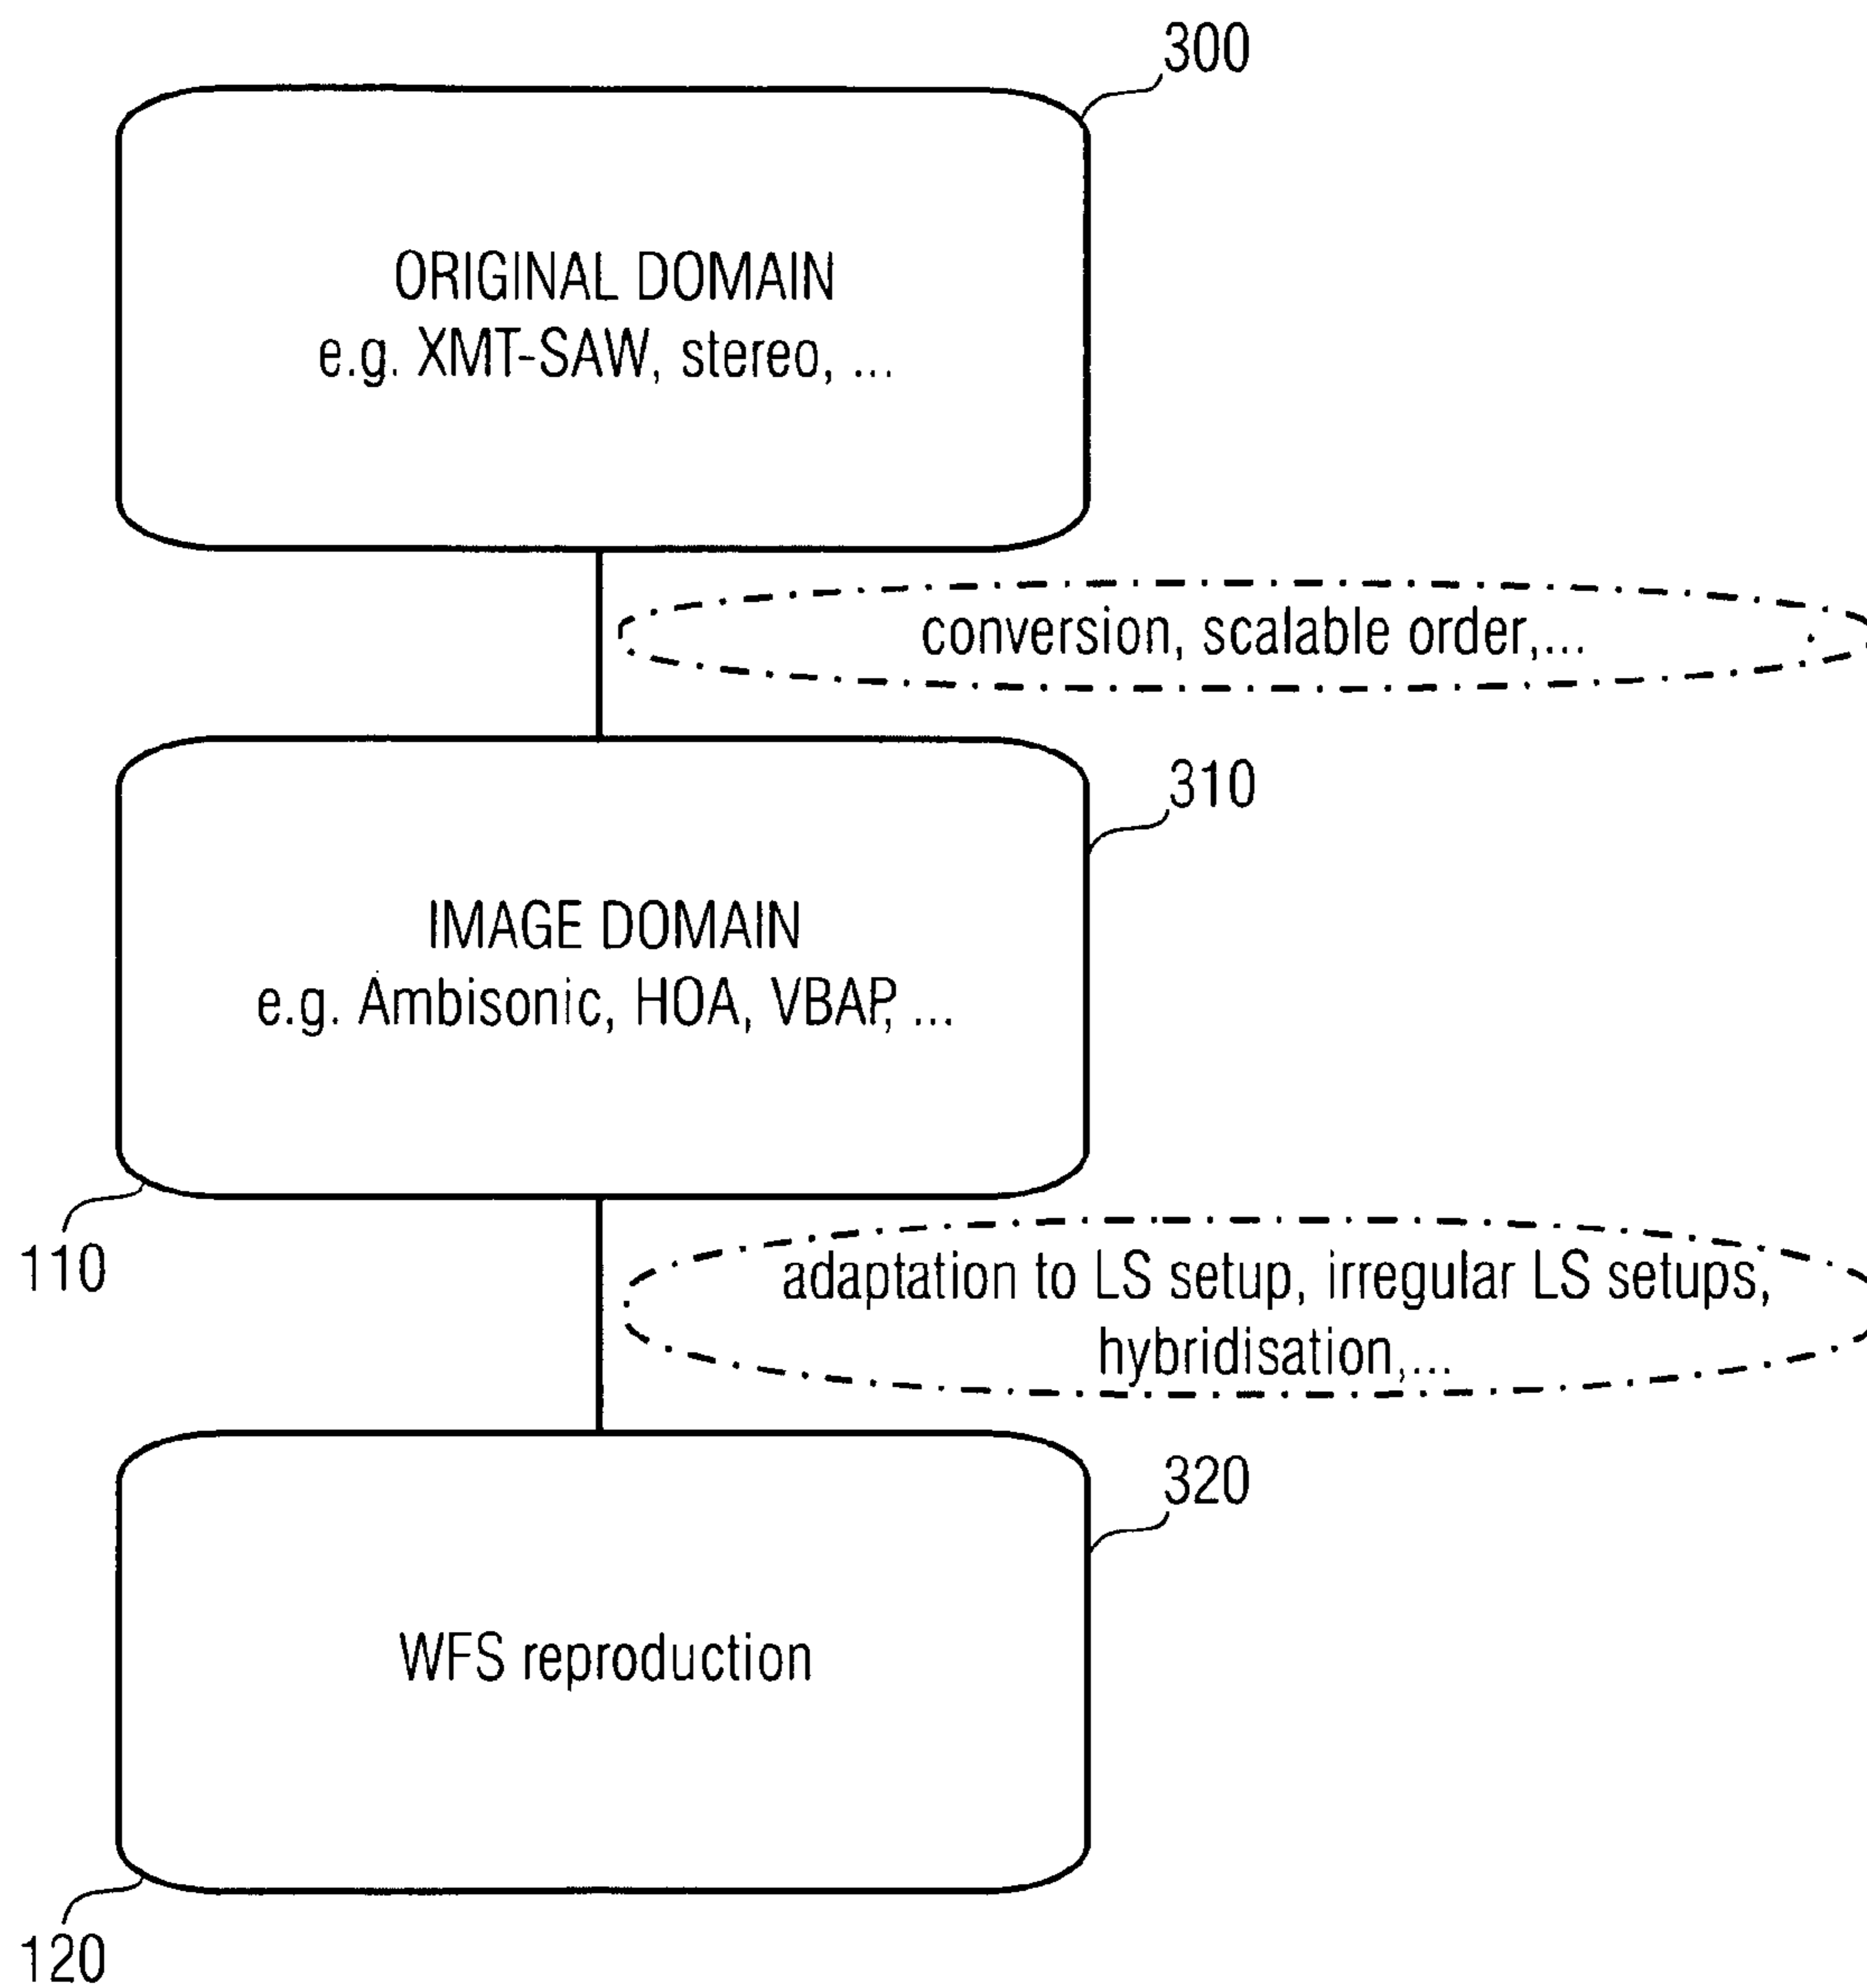 300
ORIGINAL DOMAIN
e.g. XMT-SAW, stereo, ...
conversion, scalable order,...
310
IMAGE DOMAIN
e.g. Ambisonic, HOA, VBAP, ...
110
adaptation to LS setup, irregular LS setups,
hybridisation,...
320
WFS reproduction
120